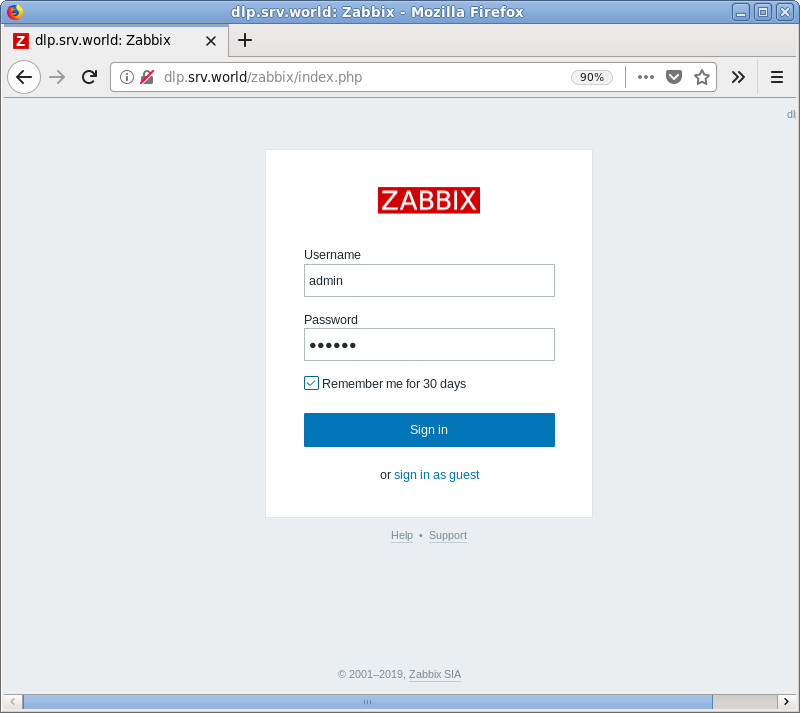 dlp.srv.world: Zabbix - Mozilla Firefox
Z dlp.srv.world: Zabbix
dlp.srv.world/zabbix/index.php 90%
ZABBIX
Username
admin
Password
●●●●●●
Remember me for 30 days
Sign in
or sign in as guest
Help • Support
© 2001–2019, Zabbix SIA